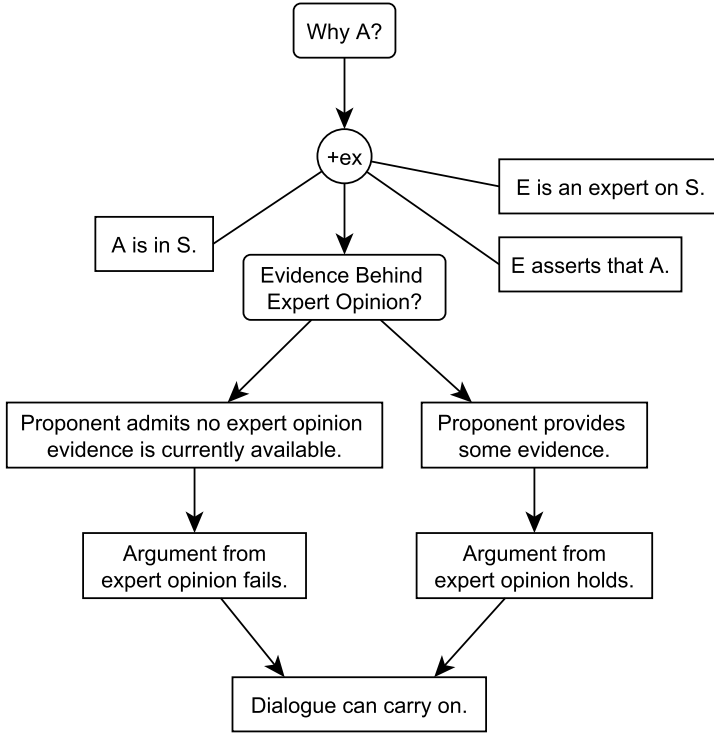 Why A?
+ex
E is an expert on S.
A is in S.
E asserts that A.
Evidence Behind
Expert Opinion?
Proponent admits no expert opinion
evidence is currently available.
Proponent provides
some evidence.
Argument from
expert opinion fails.
Argument from
expert opinion holds.
Dialogue can carry on.